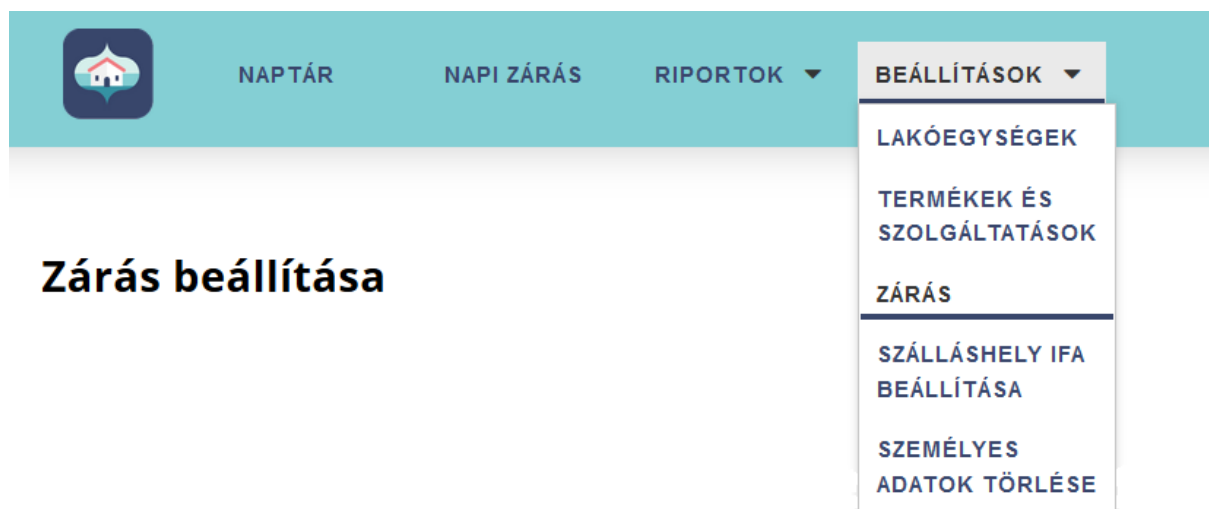 NAPTÁR NAPI ZÁRÁS RIPORTOK BEÁLLÍTÁSOK
LAKÓEGYSÉGEK
TERMÉKEK ÉS
SZOLGÁLTATÁSOK
ZÁRÁS
SZÁLLÁSHELY IFA
BEÁLLÍTÁSA
SZEMÉLYES
ADATOK TÖRLÉSE
Zárás beállítása